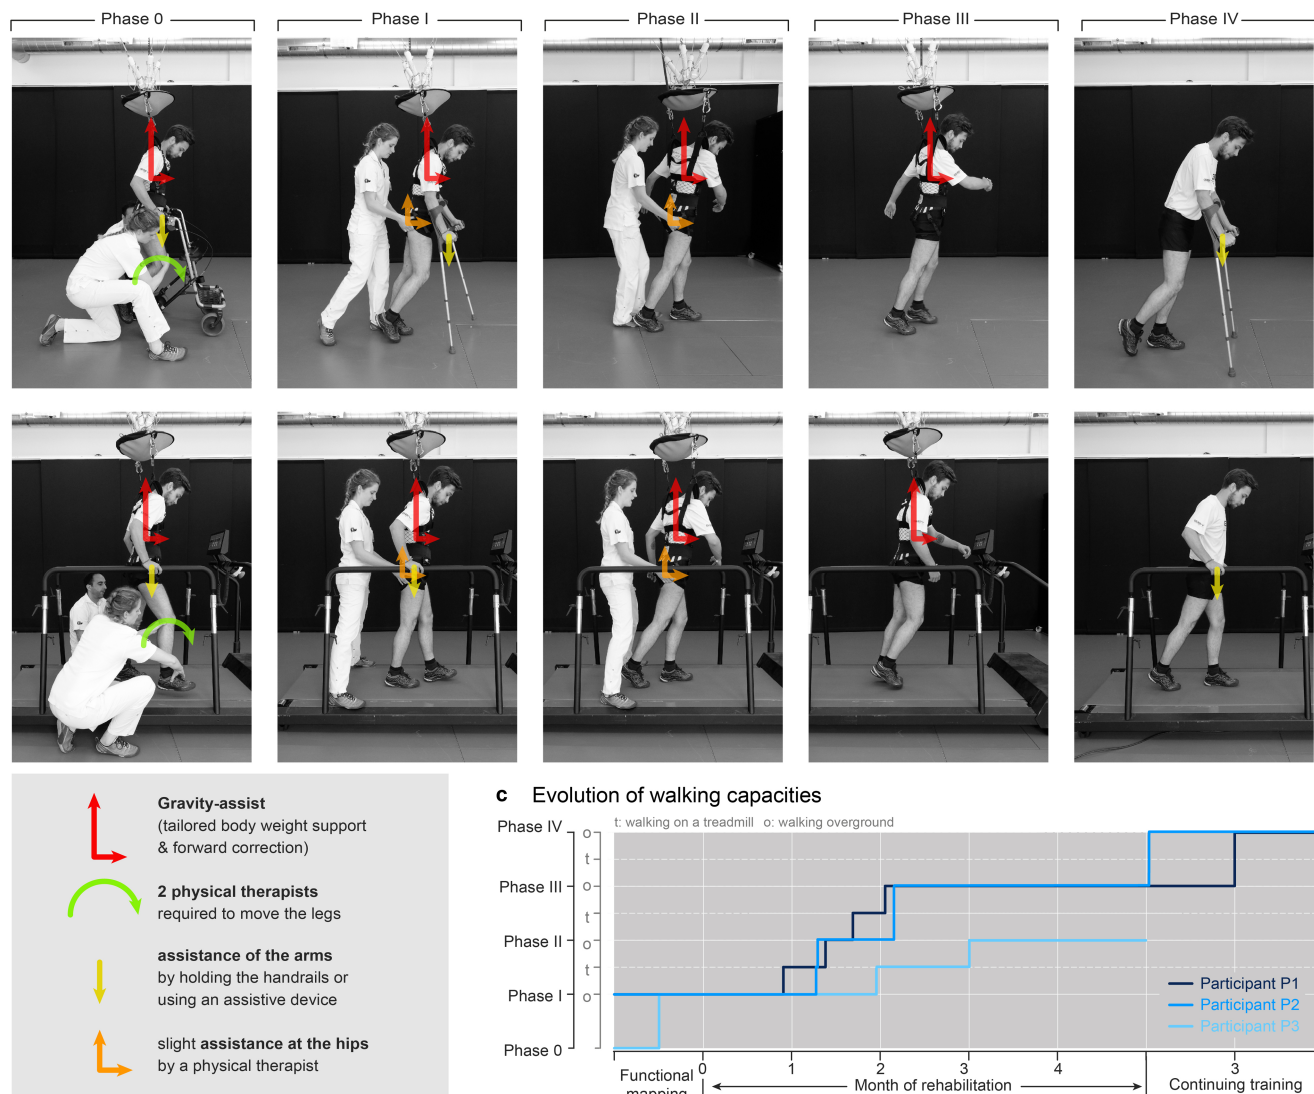 Phase 0
Phase I
Phase II
Phase III
Phase IV
Gravity-assist
(tailored body weight support
& forward correction)
2 physical therapists
required to move the legs
assistance of the arms
by holding the handrails or
using an assistive device
slight assistance at the hips
by a physical therapist
c Evolution of walking capacities
t: walking on a treadmill o: walking overground
Phase IV o
t
Phase III o
t
Phase II o
t
Phase I o
Phase 0
Participant P1
Participant P2
Participant P3
0 1 2 3 4 3
Functional
mapping
Month of rehabilitation
Continuing training